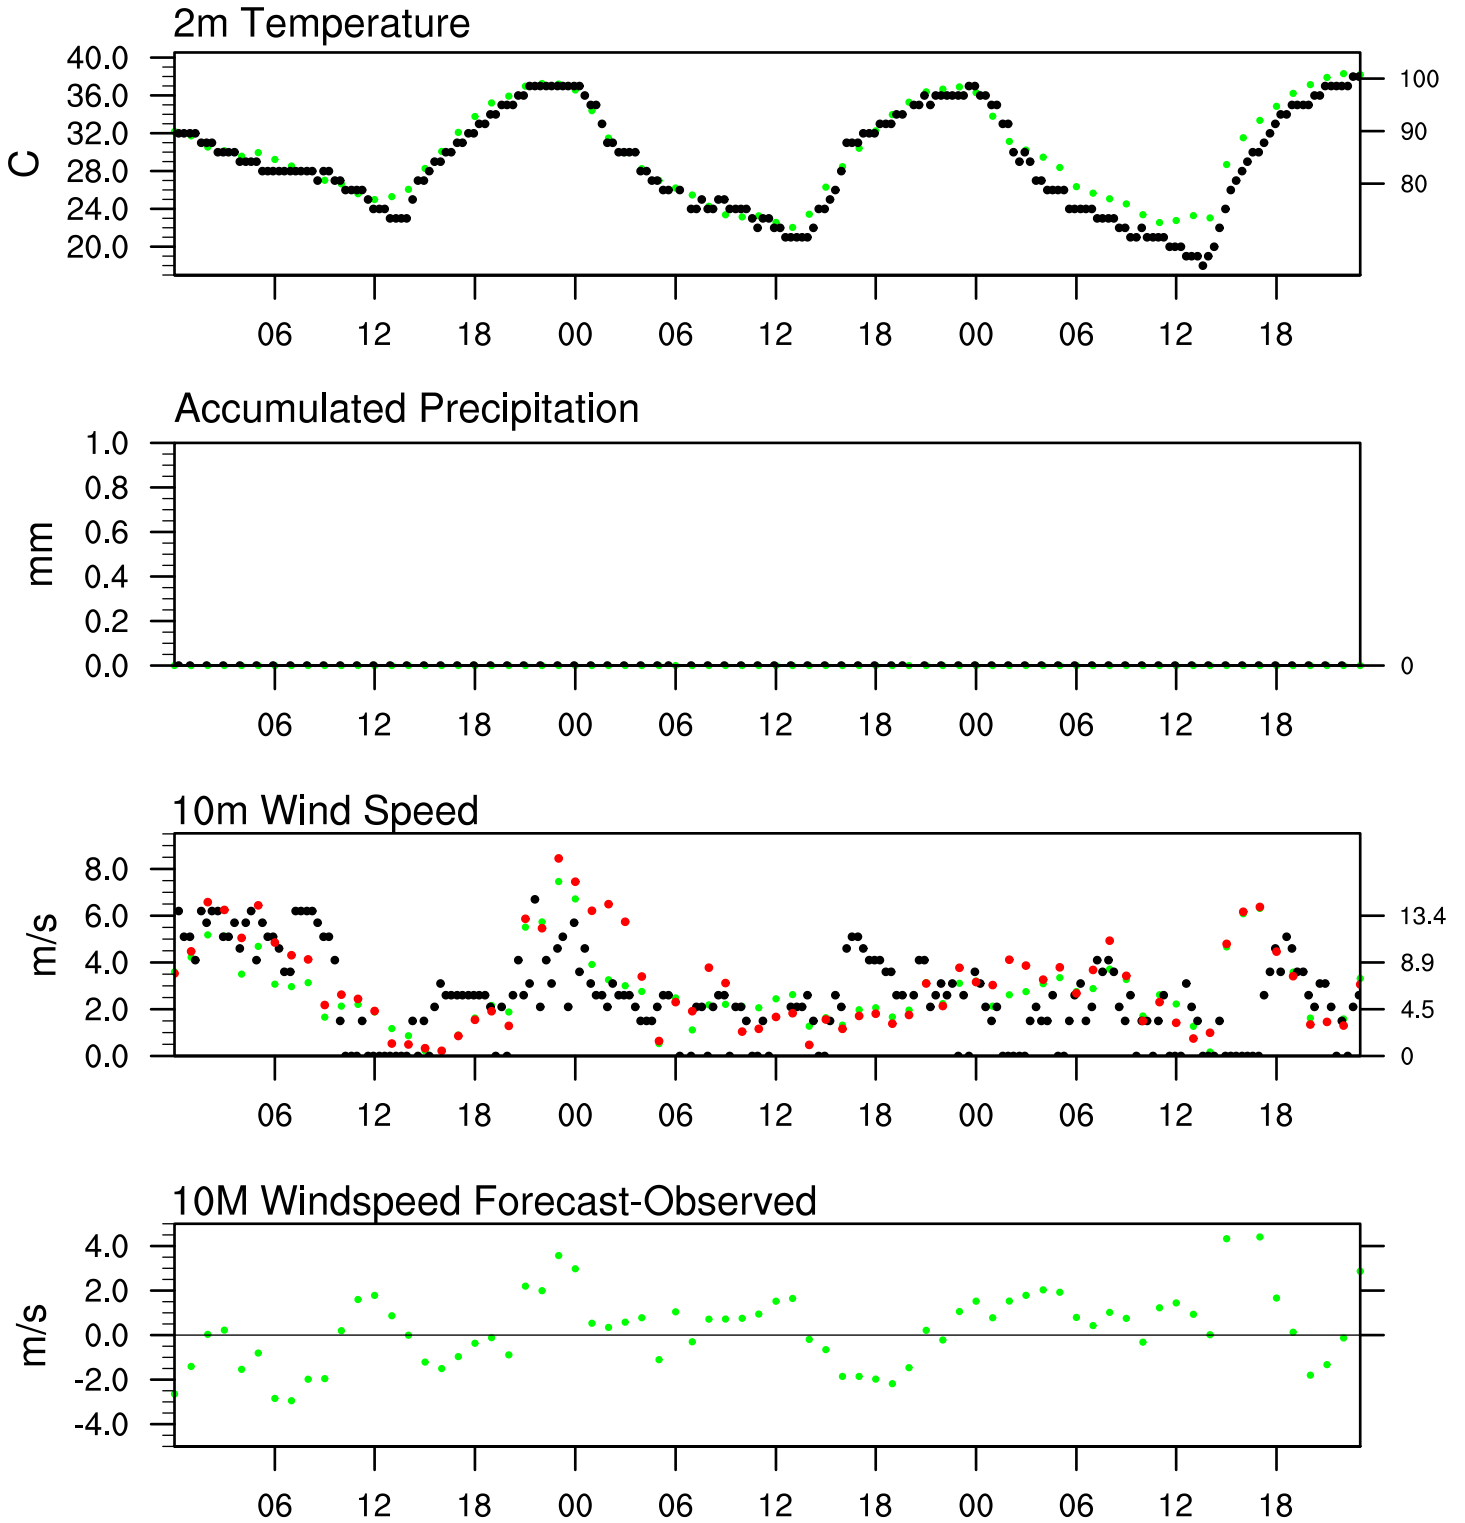 2m Temperature
40.0
36.0
32.0
28.0
24.0
20.0
C
100
90
80
06 12 18 00 06 12 18 00 06 12 18
Accumulated Precipitation
1.0
0.8
0.6
0.4
0.2
0.0
mm
0
06 12 18 00 06 12 18 00 06 12 18
10m Wind Speed
8.0
6.0
4.0
2.0
0.0
m/s
13.4
8.9
4.5
0
06 12 18 00 06 12 18 00 06 12 18
10M Windspeed Forecast-Observed
4.0
2.0
0.0
-2.0
-4.0
m/s
06 12 18 00 06 12 18 00 06 12 18